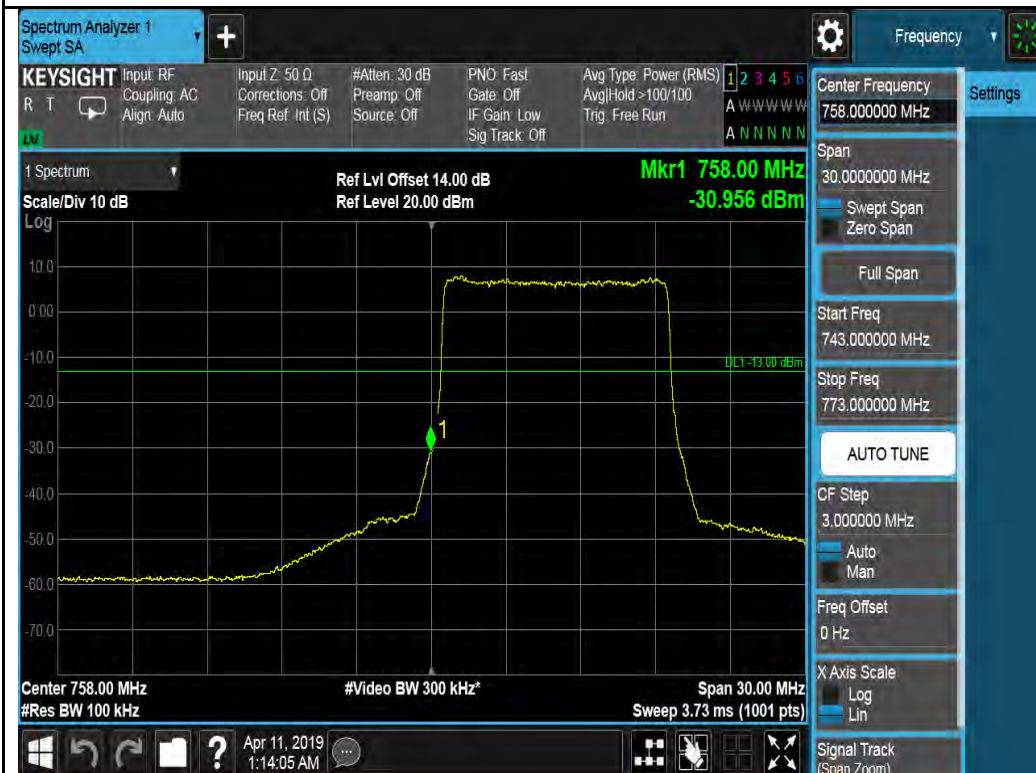 Spectrum Analyzer 1
Swept SA
Frequency
KEYSIGHT
R T
LV
Input: RF
Coupling: AC
Align: Auto
Input Z: 50 Ω
Corrections: Off
Freq Ref: Int (S)
#Atten: 30 dB
Preamp: Off
Source: Off
PNO: Fast
Gate: Off
IF Gain: Low
Sig Track: Off
Avg Type: Power (RMS)
Avg|Hold >100/100
Trig: Free Run
1 2 3 4 5 6
A W W W W W
A N N N N N
1 Spectrum
Scale/Div 10 dB
Log
Ref Lvl Offset 14.00 dB
Ref Level 20.00 dBm
Mkr1 758.00 MHz
-30.956 dBm
10.0
0.00
-10.0
-20.0
-30.0
-40.0
-50.0
-60.0
-70.0
DL1 -13.00 dBm
1
Center 758.00 MHz
#Res BW 100 kHz
#Video BW 300 kHz*
Span 30.00 MHz
Sweep 3.73 ms (1001 pts)
Center Frequency
758.000000 MHz
Settings
Span
30.0000000 MHz
Swept Span
Zero Span
Full Span
Start Freq
743.000000 MHz
Stop Freq
773.000000 MHz
AUTO TUNE
CF Step
3.000000 MHz
Auto
Man
Freq Offset
0 Hz
X Axis Scale
Log
Lin
Signal Track
(Span Zoom)
Apr 11, 2019
1:14:05 AM